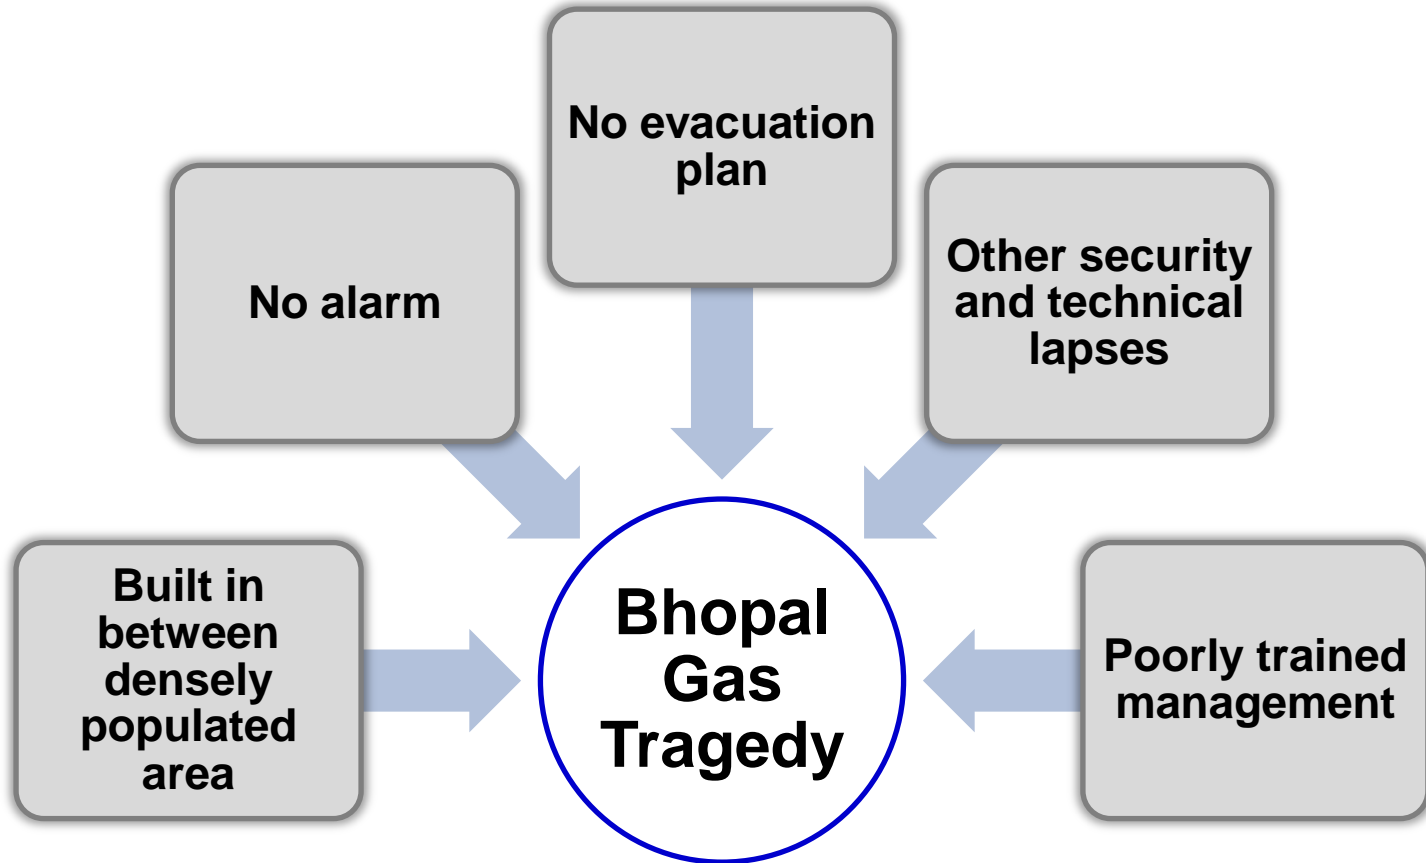 No evacuation
plan
No alarm
Other security
and technical
lapses
Built in
between
densely
populated
area
Bhopal
Gas
Tragedy
Poorly trained
management